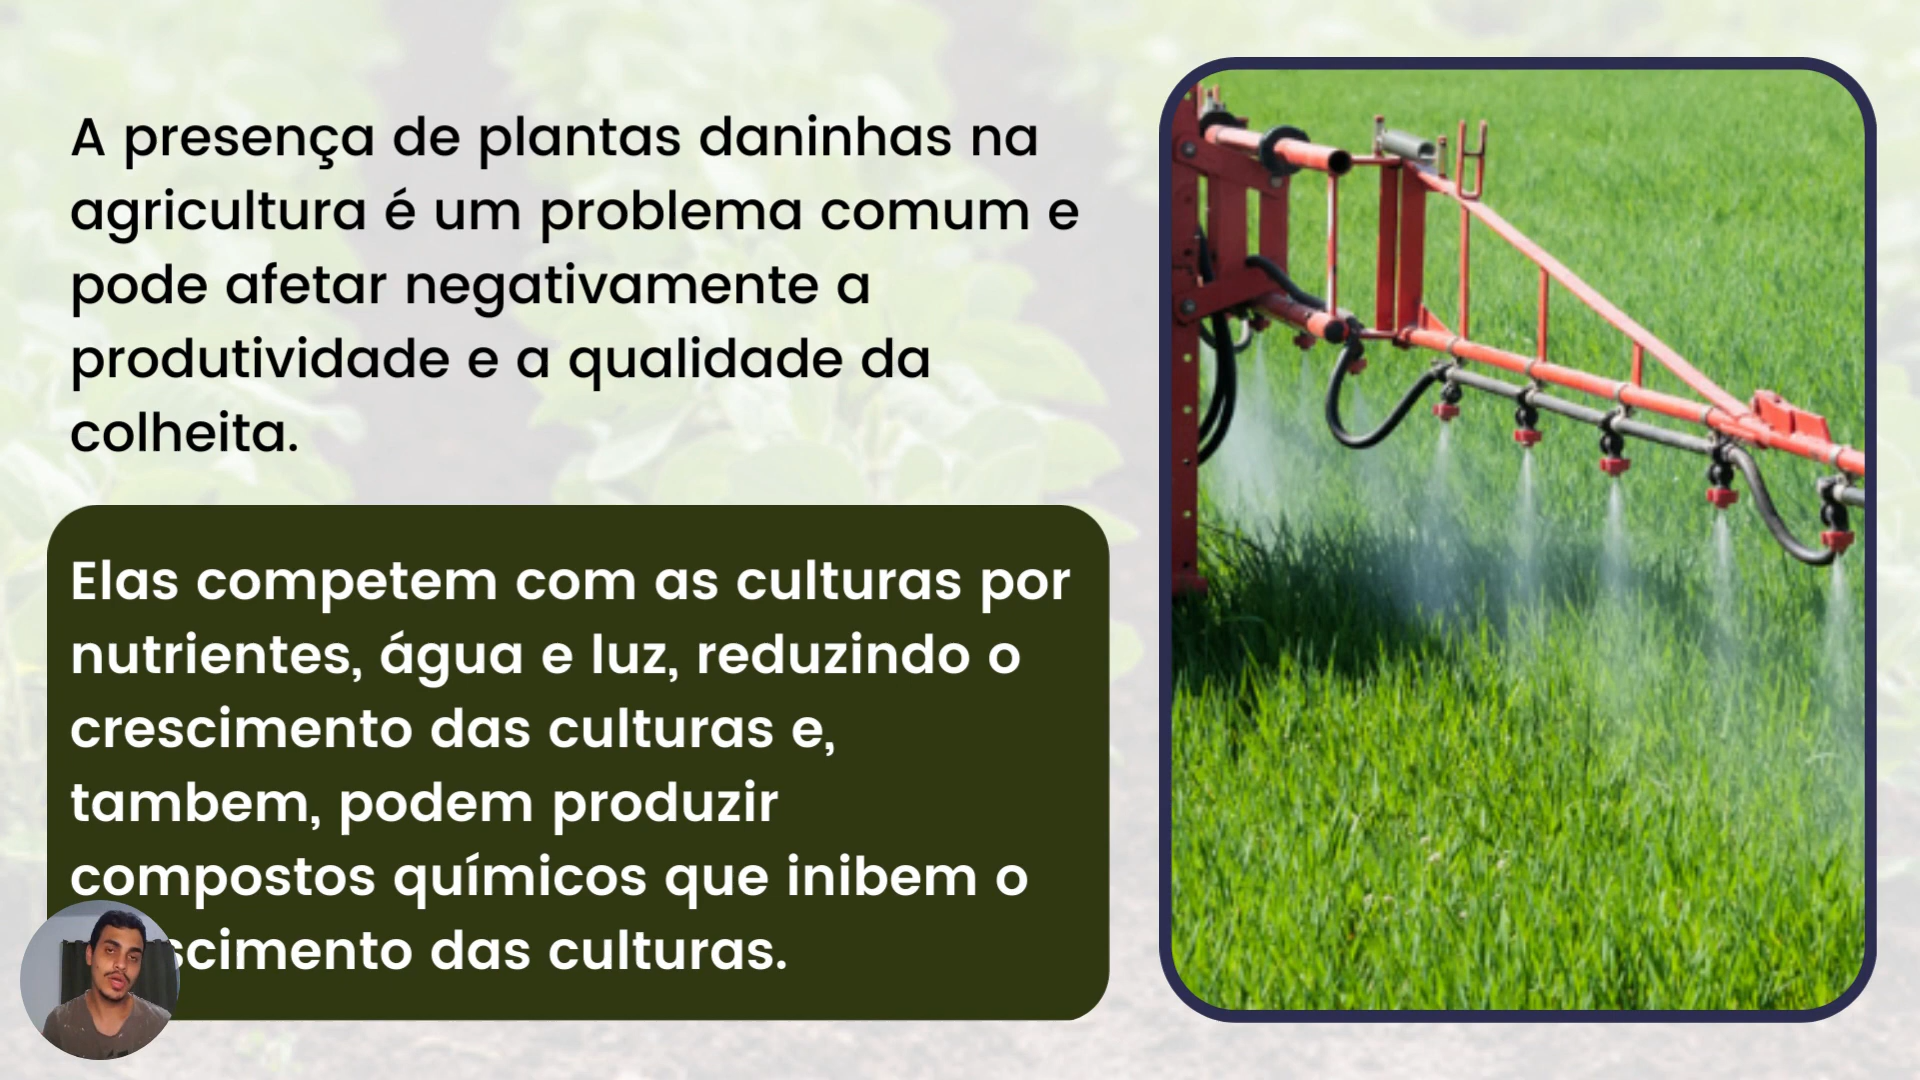 A presença de plantas daninhas na
agricultura é um problema comum e
pode afetar negativamente a
produtividade e a qualidade da
colheita.
Elas competem com as culturas por
nutrientes, água e luz, reduzindo o
crescimento das culturas e,
tambem, podem produzir
compostos químicos que inibem o
scimento das culturas.